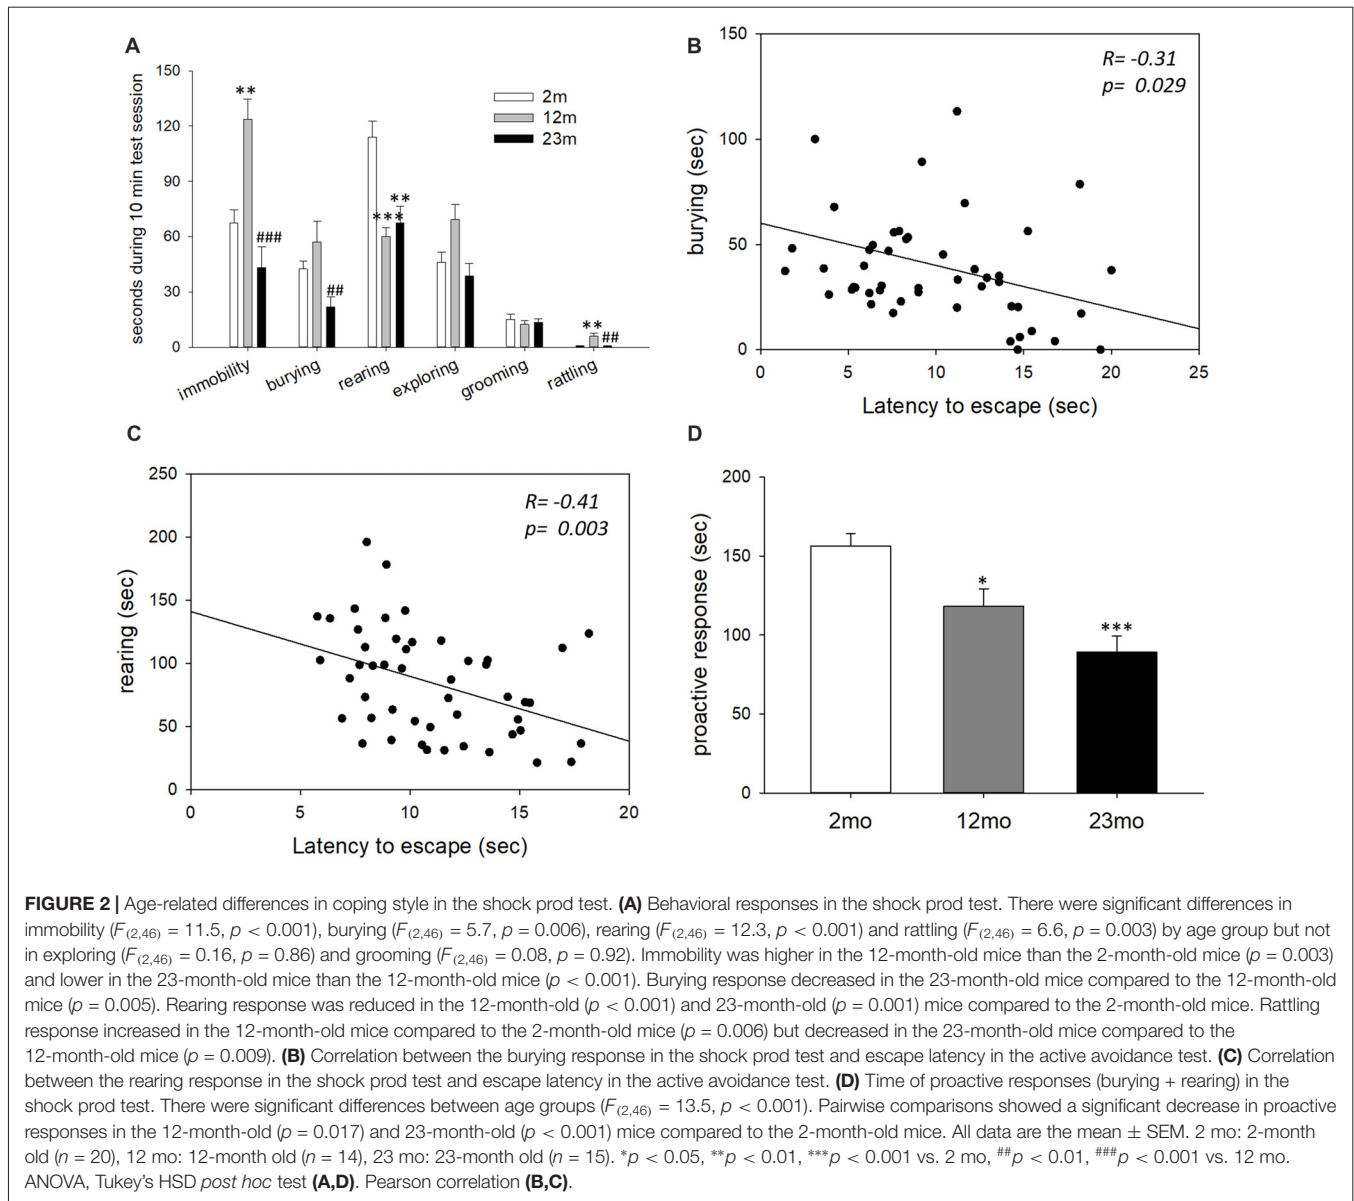 A
seconds during 10 min test session
150
120
90
60
30
0
**
###
##
***
**
**
##
2m
12m
23m
immobility
burying
rearing
exploring
grooming
rattling
B
burying (sec)
150
100
50
0
R= -0.31
p= 0.029
0 5 10 15 20 25
Latency to escape (sec)
C
rearing (sec)
250
200
150
100
50
0
R= -0.41
p= 0.003
0 5 10 15 20
Latency to escape (sec)
D
proactive response (sec)
200
150
100
50
0
*
***
2mo 12mo 23mo
FIGURE 2 | Age-related differences in coping style in the shock prod test. (A) Behavioral responses in the shock prod test. There were significant differences in
immobility (F(2,46) = 11.5, p < 0.001), burying (F(2,46) = 5.7, p = 0.006), rearing (F(2,46) = 12.3, p < 0.001) and rattling (F(2,46) = 6.6, p = 0.003) by age group but not
in exploring (F(2,46) = 0.16, p = 0.86) and grooming (F(2,46) = 0.08, p = 0.92). Immobility was higher in the 12-month-old mice than the 2-month-old mice (p = 0.003)
and lower in the 23-month-old mice than the 12-month-old mice (p < 0.001). Burying response decreased in the 23-month-old mice compared to the 12-month-old
mice (p = 0.005). Rearing response was reduced in the 12-month-old (p < 0.001) and 23-month-old (p = 0.001) mice compared to the 2-month-old mice. Rattling
response increased in the 12-month-old mice compared to the 2-month-old mice (p = 0.006) but decreased in the 23-month-old mice compared to the
12-month-old mice (p = 0.009). (B) Correlation between the burying response in the shock prod test and escape latency in the active avoidance test. (C) Correlation
between the rearing response in the shock prod test and escape latency in the active avoidance test. (D) Time of proactive responses (burying + rearing) in the
shock prod test. There were significant differences between age groups (F(2,46) = 13.5, p < 0.001). Pairwise comparisons showed a significant decrease in proactive
responses in the 12-month-old (p = 0.017) and 23-month-old (p < 0.001) mice compared to the 2-month-old mice. All data are the mean ± SEM. 2 mo: 2-month
old (n = 20), 12 mo: 12-month old (n = 14), 23 mo: 23-month old (n = 15). *p < 0.05, **p < 0.01, ***p < 0.001 vs. 2 mo, ##p < 0.01, ###p < 0.001 vs. 12 mo.
ANOVA, Tukey's HSD post hoc test (A,D). Pearson correlation (B,C).